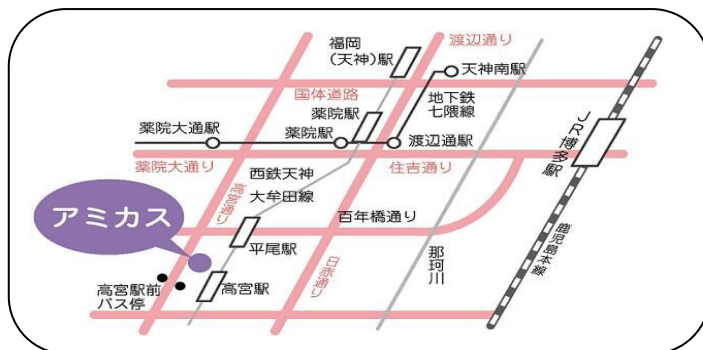 渡辺通り
福岡
(天神)駅
天神南駅
国体道路
地下鉄
七隈線
薬院駅
薬院大通駅
薬院駅
渡辺通駅
JR博多駅
薬院大通り
住吉通り
西鉄天神
大牟田線
高宮通り
アミカス
百年橋通り
平尾駅
那珂川
鹿児島本線
日赤通り
高宮駅前
バス停
高宮駅